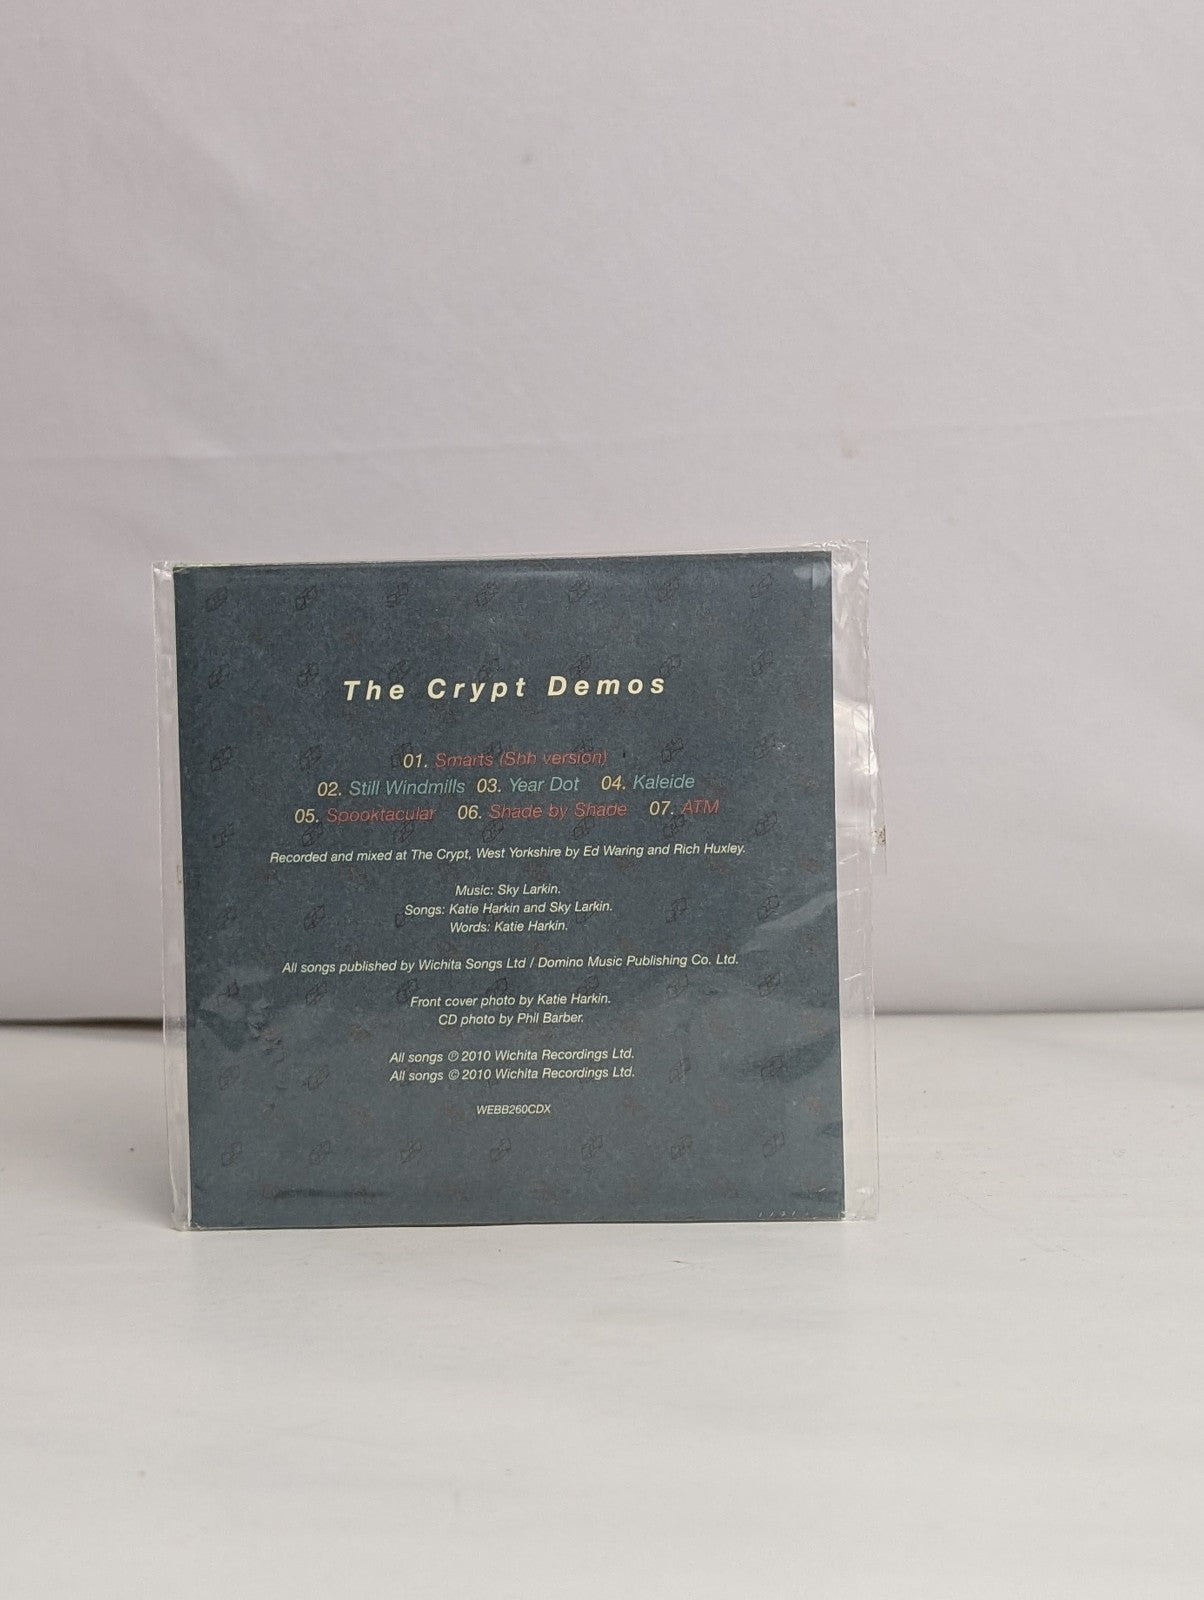 The Crypt Demos
01. Smarts (Shh version)
02. Still Windmills 03. Year Dot 04. Kaleide
05. Spooktacular 06. Shade by Shade 07. ATM
Recorded and mixed at The Crypt, West Yorkshire by Ed Waring and Rich Huxley.
Music: Sky Larkin.
Songs: Katie Harkin and Sky Larkin.
Words: Katie Harkin.
All songs published by Wichita Songs Ltd / Domino Music Publishing Co. Ltd.
Front cover photo by Katie Harkin.
CD photo by Phil Barber.
All songs ℗ 2010 Wichita Recordings Ltd.
All songs © 2010 Wichita Recordings Ltd.
WEBB260CDX